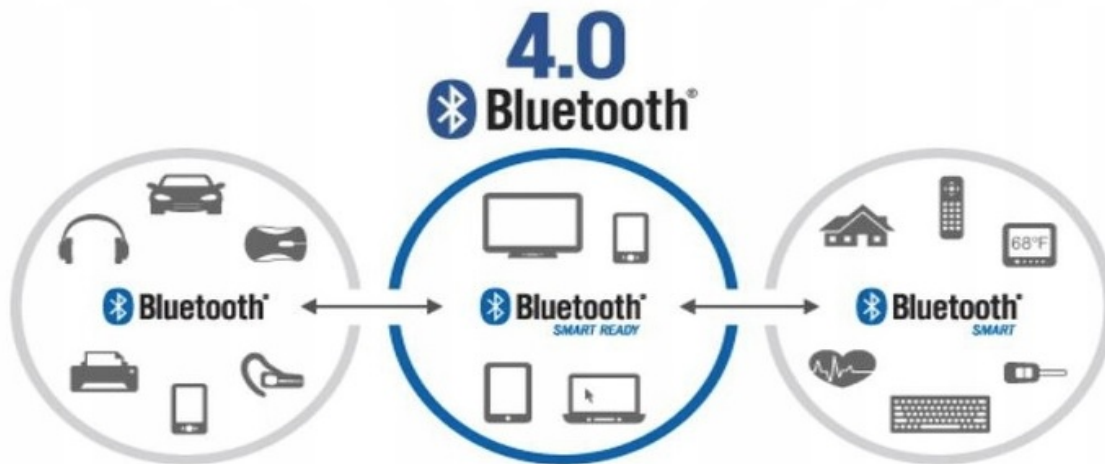 4.0
Bluetooth®
68°F
Bluetooth®
Bluetooth®
SMART READY
Bluetooth®
SMART